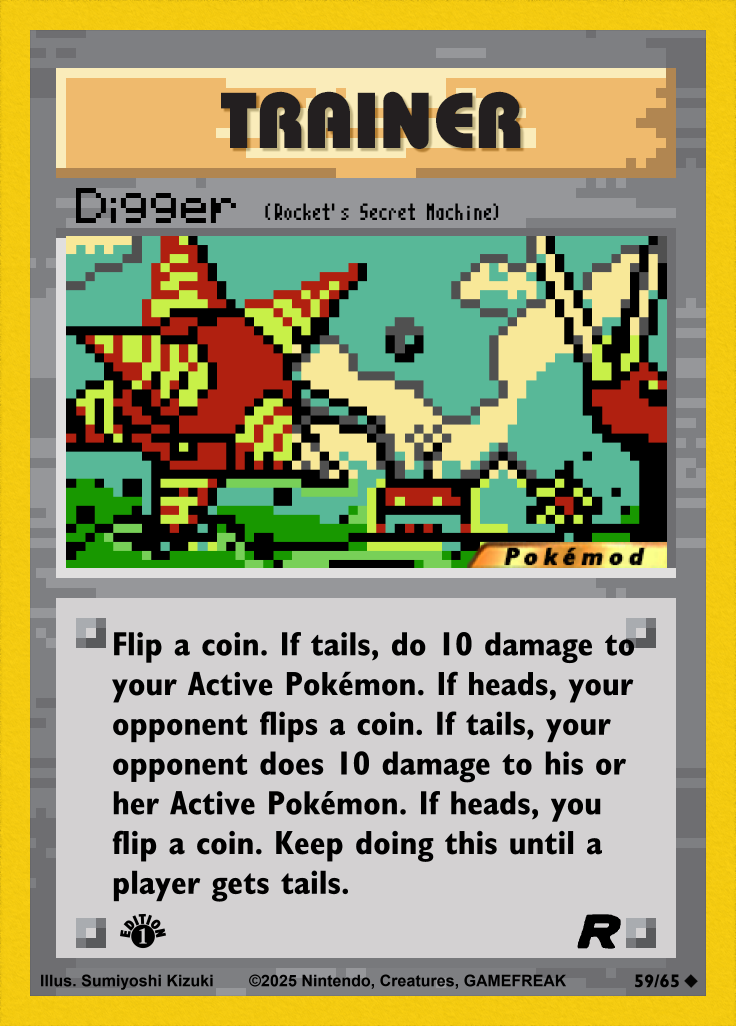 TRAINER
Digger (Rocket's Secret Machine)
Pokémod
Flip a coin. If tails, do 10 damage to
your Active Pokémon. If heads, your
opponent flips a coin. If tails, your
opponent does 10 damage to his or
her Active Pokémon. If heads, you
flip a coin. Keep doing this until a
player gets tails.
EDITION 1 R
Illus. Sumiyoshi Kizuki ©2025 Nintendo, Creatures, GAMEFREAK 59/65